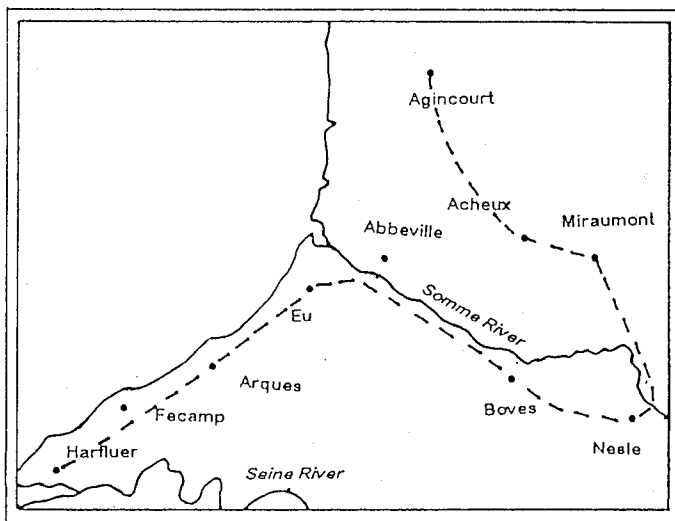 Agincourt
Acheux
Miraumont
Abbeville
Somme River
Eu
Arques
Boves
Fecamp
Nesle
Harfluer
Seine River